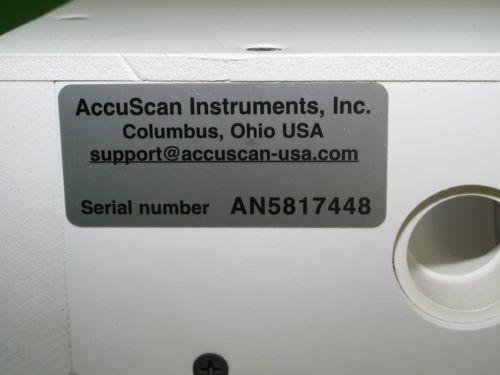 AccuScan Instruments, Inc.
Columbus, Ohio USA
support@accuscan-usa.com
Serial number AN5817448